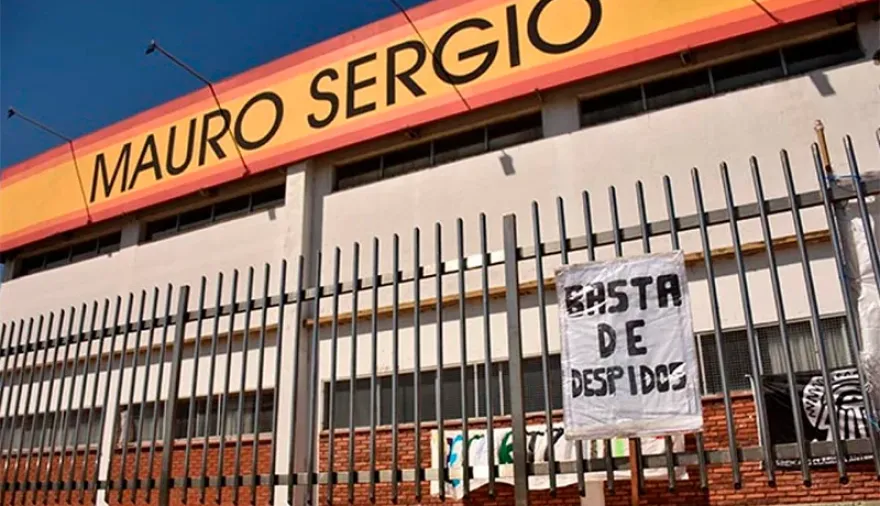 MAURO SERGIO
BASTA
DE
DESPIDOS